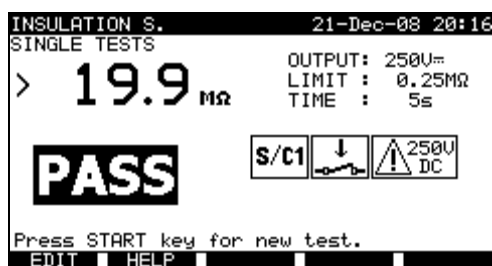 INSULATION S. 21-Dec-08 20:16
SINGLE TESTS
> 19.9 MΩ
OUTPUT: 250V⎓
LIMIT : 0.25MΩ
TIME : 5s
PASS
S/C1
250V
DC
Press START key for new test.
EDIT HELP